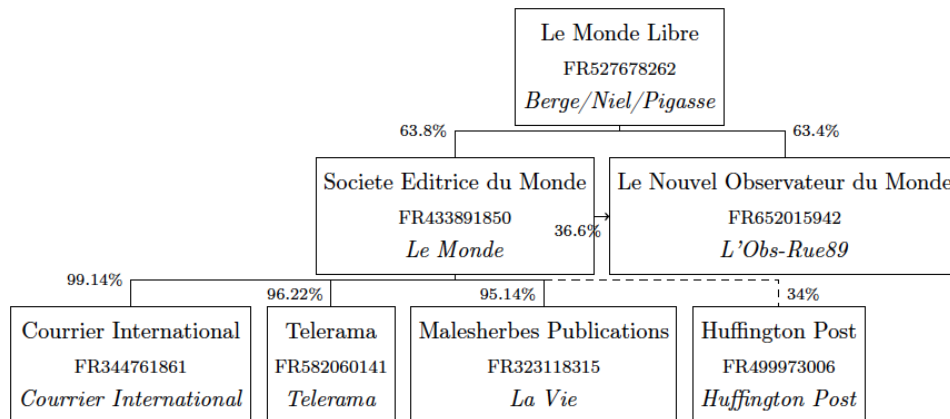 Le Monde Libre
FR527678262
Berge/Niel/Pigasse
63.8%
63.4%
Societe Editrice du Monde
FR433891850
Le Monde
36.6%
Le Nouvel Observateur du Monde
FR652015942
L'Obs-Rue89
99.14%
96.22%
95.14%
34%
Courrier International
FR344761861
Courrier International
Telerama
FR582060141
Telerama
Malesherbes Publications
FR323118315
La Vie
Huffington Post
FR499973006
Huffington Post